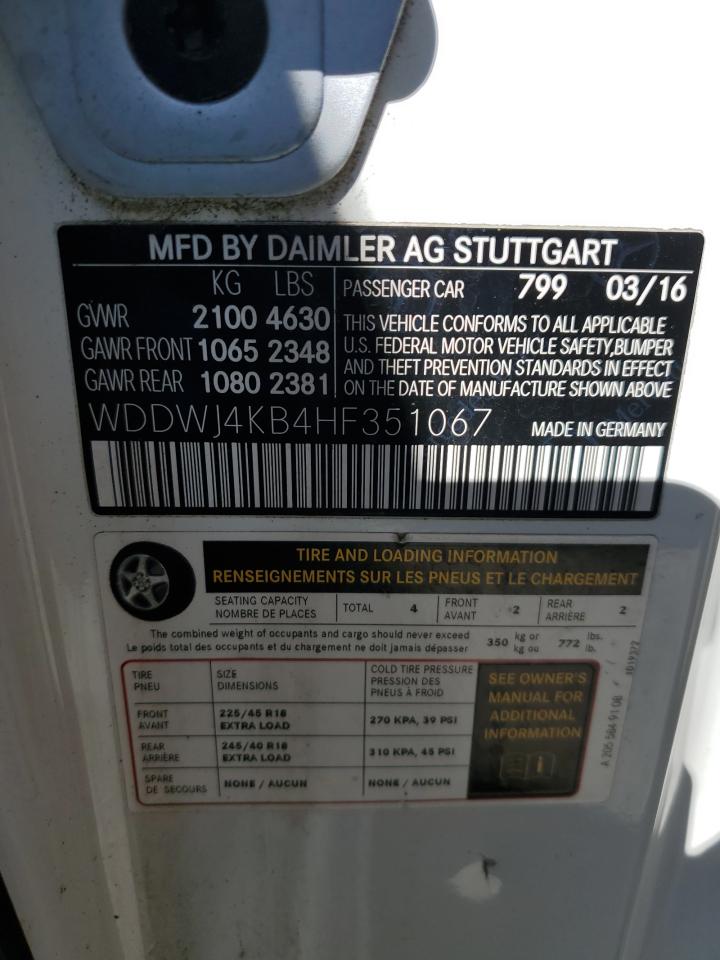 MFD BY DAIMLER AG STUTTGART
KG LBS
GVWR 2100 4630
GAWR FRONT 1065 2348
GAWR REAR 1080 2381
PASSENGER CAR 799 03/16
THIS VEHICLE CONFORMS TO ALL APPLICABLE
U.S. FEDERAL MOTOR VEHICLE SAFETY,BUMPER
AND THEFT PREVENTION STANDARDS IN EFFECT
ON THE DATE OF MANUFACTURE SHOWN ABOVE
WDDWJ4KB4HF351067 MADE IN GERMANY
TIRE AND LOADING INFORMATION
RENSEIGNEMENTS SUR LES PNEUS ET LE CHARGEMENT
SEATING CAPACITY
NOMBRE DE PLACES
TOTAL 4
FRONT
AVANT 2
REAR
ARRIÈRE 2
The combined weight of occupants and cargo should never exceed
Le poids total des occupants et du chargement ne doit jamais dépasser
350 kg or
kg ou
772 lbs.
lb.
TIRE
PNEU
SIZE
DIMENSIONS
COLD TIRE PRESSURE
PRESSION DES
PNEUS À FROID
FRONT
AVANT
225/45 R18
EXTRA LOAD
270 KPA, 39 PSI
REAR
ARRIÈRE
245/40 R18
EXTRA LOAD
310 KPA, 45 PSI
SPARE
DE SECOURS
NONE / AUCUN
NONE / AUCUN
SEE OWNER'S
MANUAL FOR
ADDITIONAL
INFORMATION
A 205 584 91 08